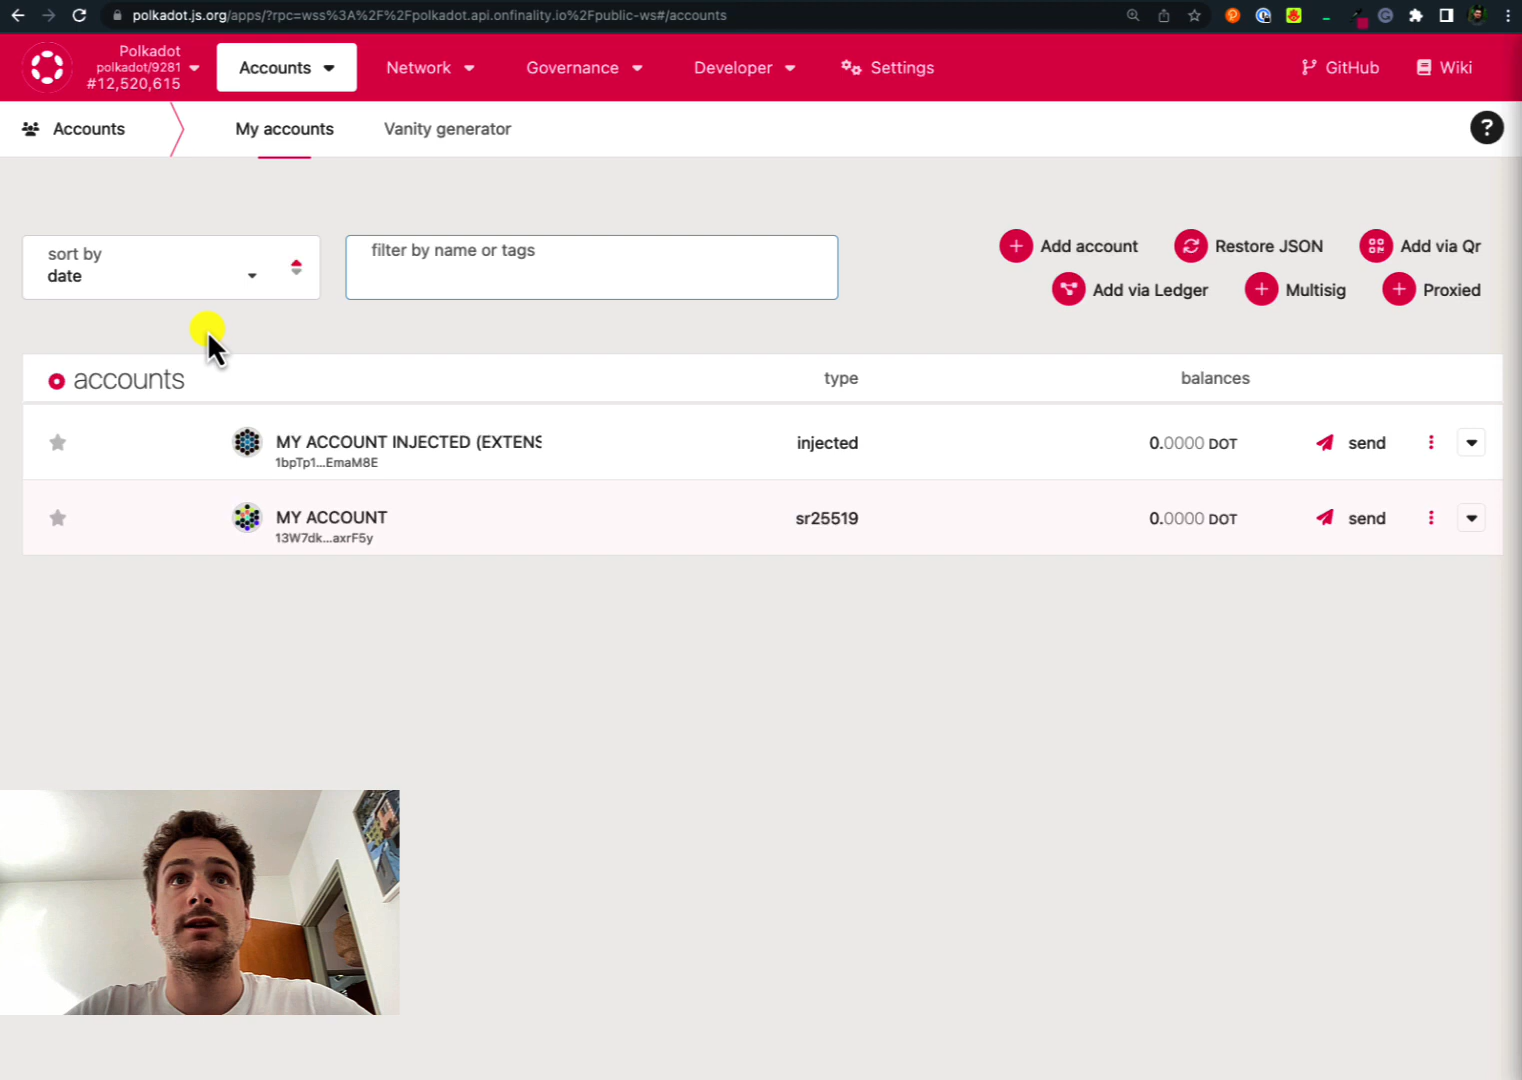 polkadot.js.org/apps/?rpc=wss%3A%2F%2Fpolkadot.api.onfinality.io%2Fpublic-ws#/accounts
Polkadot
polkadot/9281
#12,520,615
Accounts
Network
Governance
Developer
Settings
GitHub
Wiki
Accounts
My accounts
Vanity generator
?
sort by
date
filter by name or tags
Add account
Restore JSON
Add via Qr
Add via Ledger
Multisig
Proxied
accounts
type
balances
MY ACCOUNT INJECTED (EXTENS
1bpTp1...EmaM8E
injected
0.0000 DOT
send
MY ACCOUNT
13W7dk...axrF5y
sr25519
0.0000 DOT
send